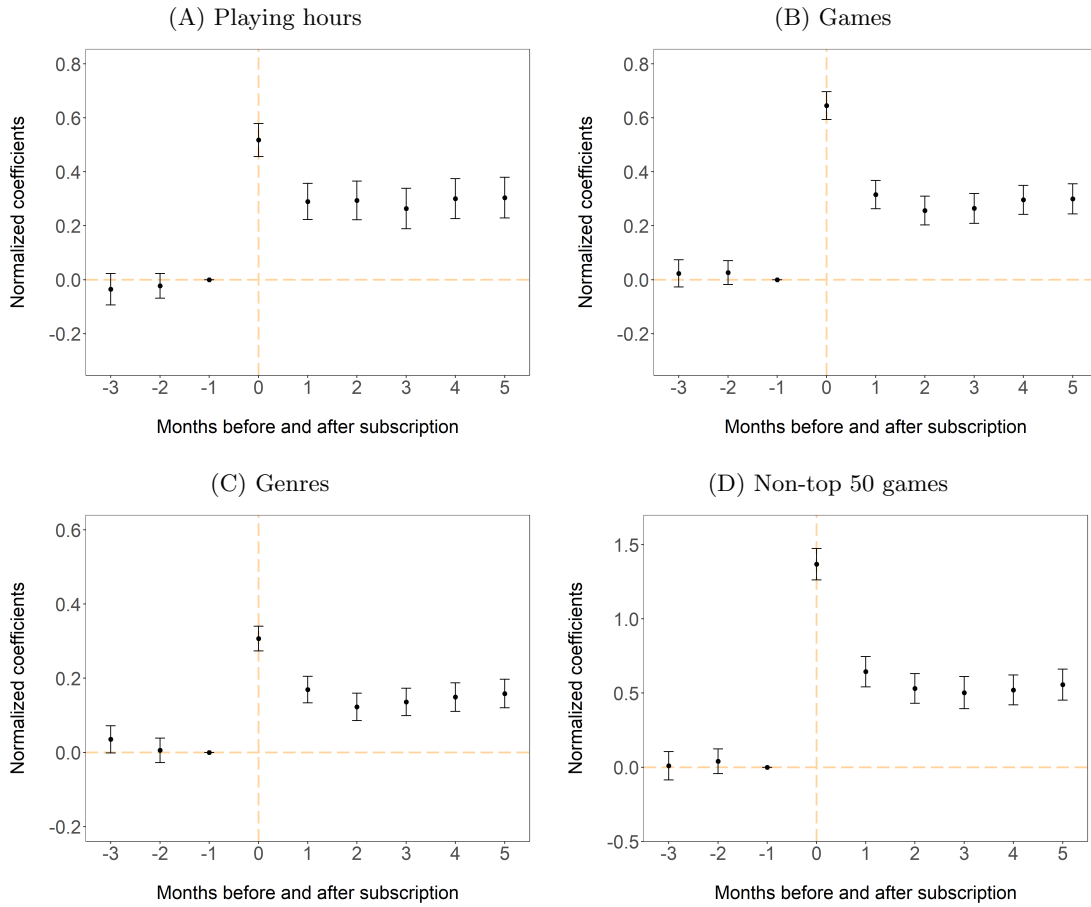 (A) Playing hours
Normalized coefficients
0.8
0.6
0.4
0.2
0.0
-0.2
-3 -2 -1 0 1 2 3 4 5
Months before and after subscription
(B) Games
Normalized coefficients
0.8
0.6
0.4
0.2
0.0
-0.2
-3 -2 -1 0 1 2 3 4 5
Months before and after subscription
(C) Genres
Normalized coefficients
0.6
0.4
0.2
0.0
-0.2
-3 -2 -1 0 1 2 3 4 5
Months before and after subscription
(D) Non-top 50 games
Normalized coefficients
1.5
1.0
0.5
0.0
-0.5
-3 -2 -1 0 1 2 3 4 5
Months before and after subscription